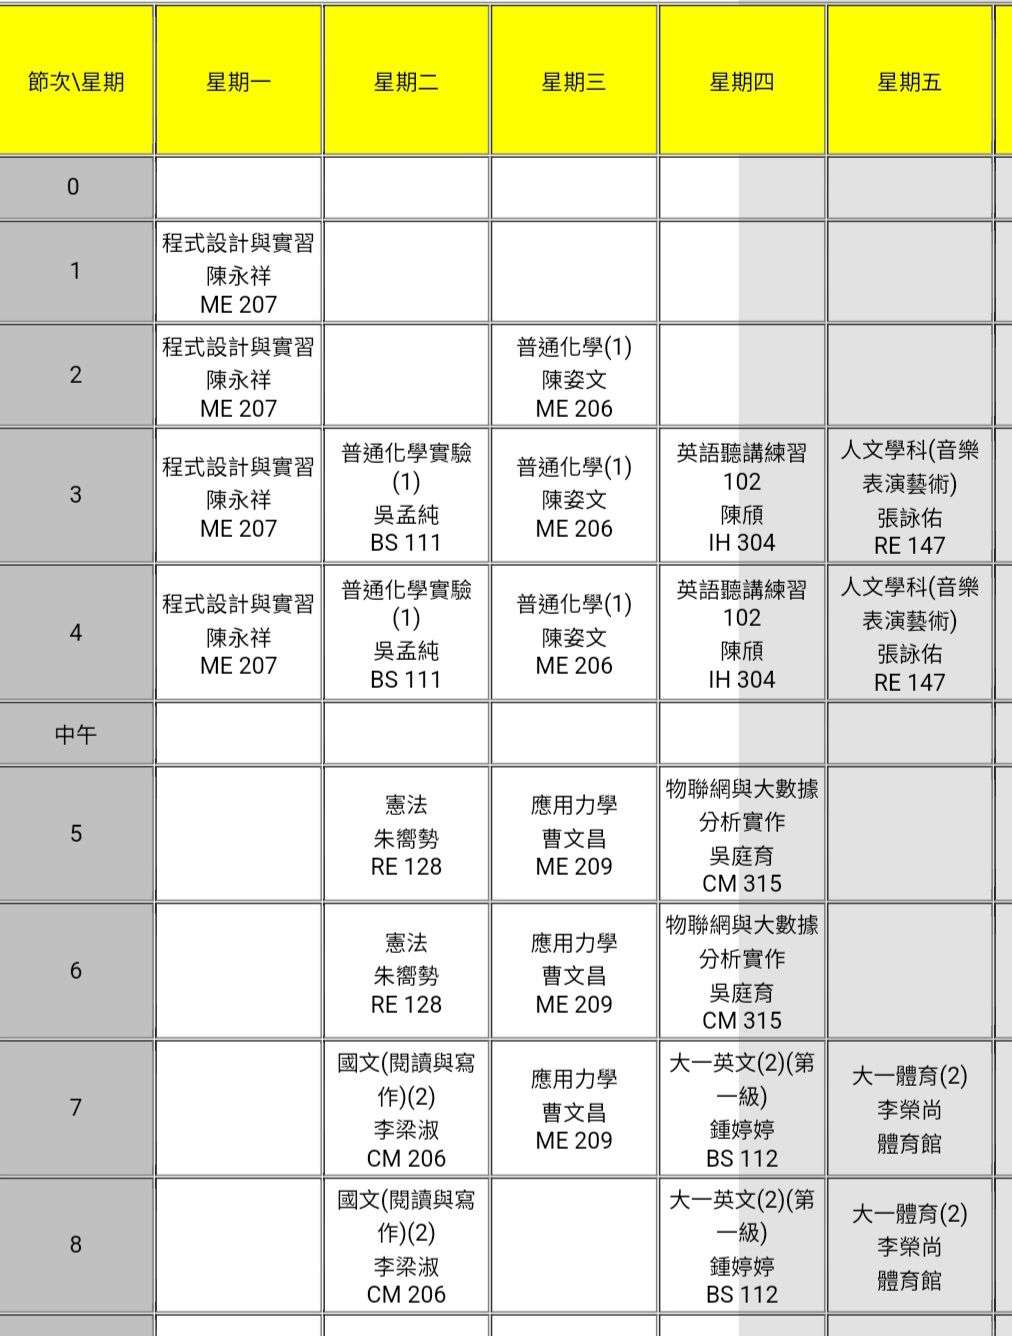 節次\星期
星期一
星期二
星期三
星期四
星期五
0
1
程式設計與實習
陳永祥
ME 207
2
程式設計與實習
陳永祥
ME 207
普通化學(1)
陳姿文
ME 206
3
程式設計與實習
陳永祥
ME 207
普通化學實驗
(1)
吳孟純
BS 111
普通化學(1)
陳姿文
ME 206
英語聽講練習
102
陳頎
IH 304
人文學科(音樂
表演藝術)
張詠佑
RE 147
4
程式設計與實習
陳永祥
ME 207
普通化學實驗
(1)
吳孟純
BS 111
普通化學(1)
陳姿文
ME 206
英語聽講練習
102
陳頎
IH 304
人文學科(音樂
表演藝術)
張詠佑
RE 147
中午
5
憲法
朱嚮勢
RE 128
應用力學
曹文昌
ME 209
物聯網與大數據
分析實作
吳庭育
CM 315
6
憲法
朱嚮勢
RE 128
應用力學
曹文昌
ME 209
物聯網與大數據
分析實作
吳庭育
CM 315
7
國文(閱讀與寫
作)(2)
李梁淑
CM 206
應用力學
曹文昌
ME 209
大一英文(2)(第
一級)
鍾婷婷
BS 112
大一體育(2)
李榮尚
體育館
8
國文(閱讀與寫
作)(2)
李梁淑
CM 206
大一英文(2)(第
一級)
鍾婷婷
BS 112
大一體育(2)
李榮尚
體育館